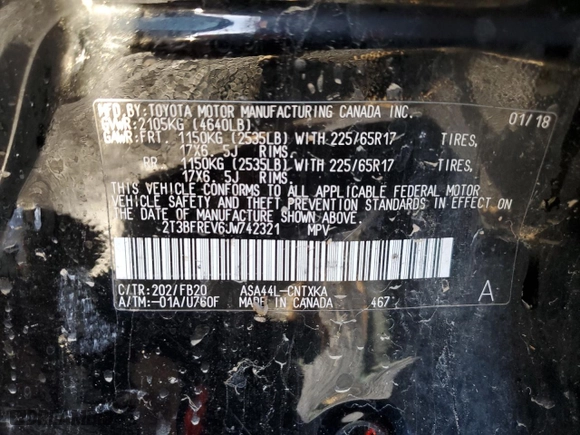 MFD. BY: TOYOTA MOTOR MANUFACTURING CANADA INC. 01/18
GVWR: 2105KG (4640LB)
GAWR: FRT. 1150KG (2535LB) WITH 225/65R17 TIRES,
17X6. 5J RIMS.
RR. 1150KG (2535LB) WITH 225/65R17 TIRES,
17X6. 5J RIMS.
THIS VEHICLE CONFORMS TO ALL APPLICABLE FEDERAL MOTOR
VEHICLE SAFETY AND THEFT PREVENTION STANDARDS IN EFFECT
ON THE DATE OF MANUFACTURE SHOWN ABOVE.
2T3BFREV6JW742321 MPV
C/TR: 202/FB20 ASA44L-CNTXKA
A/TM: -01A/U760F MADE IN CANADA 467 A